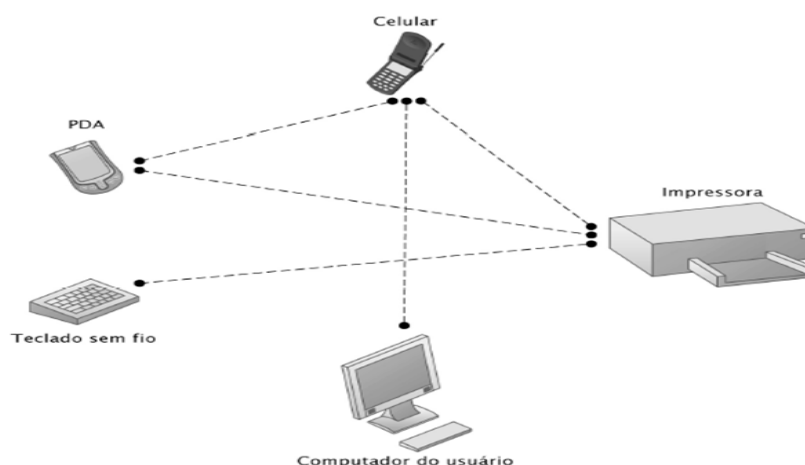 Celular
PDA
Impressora
Teclado sem fio
Computador do usuário